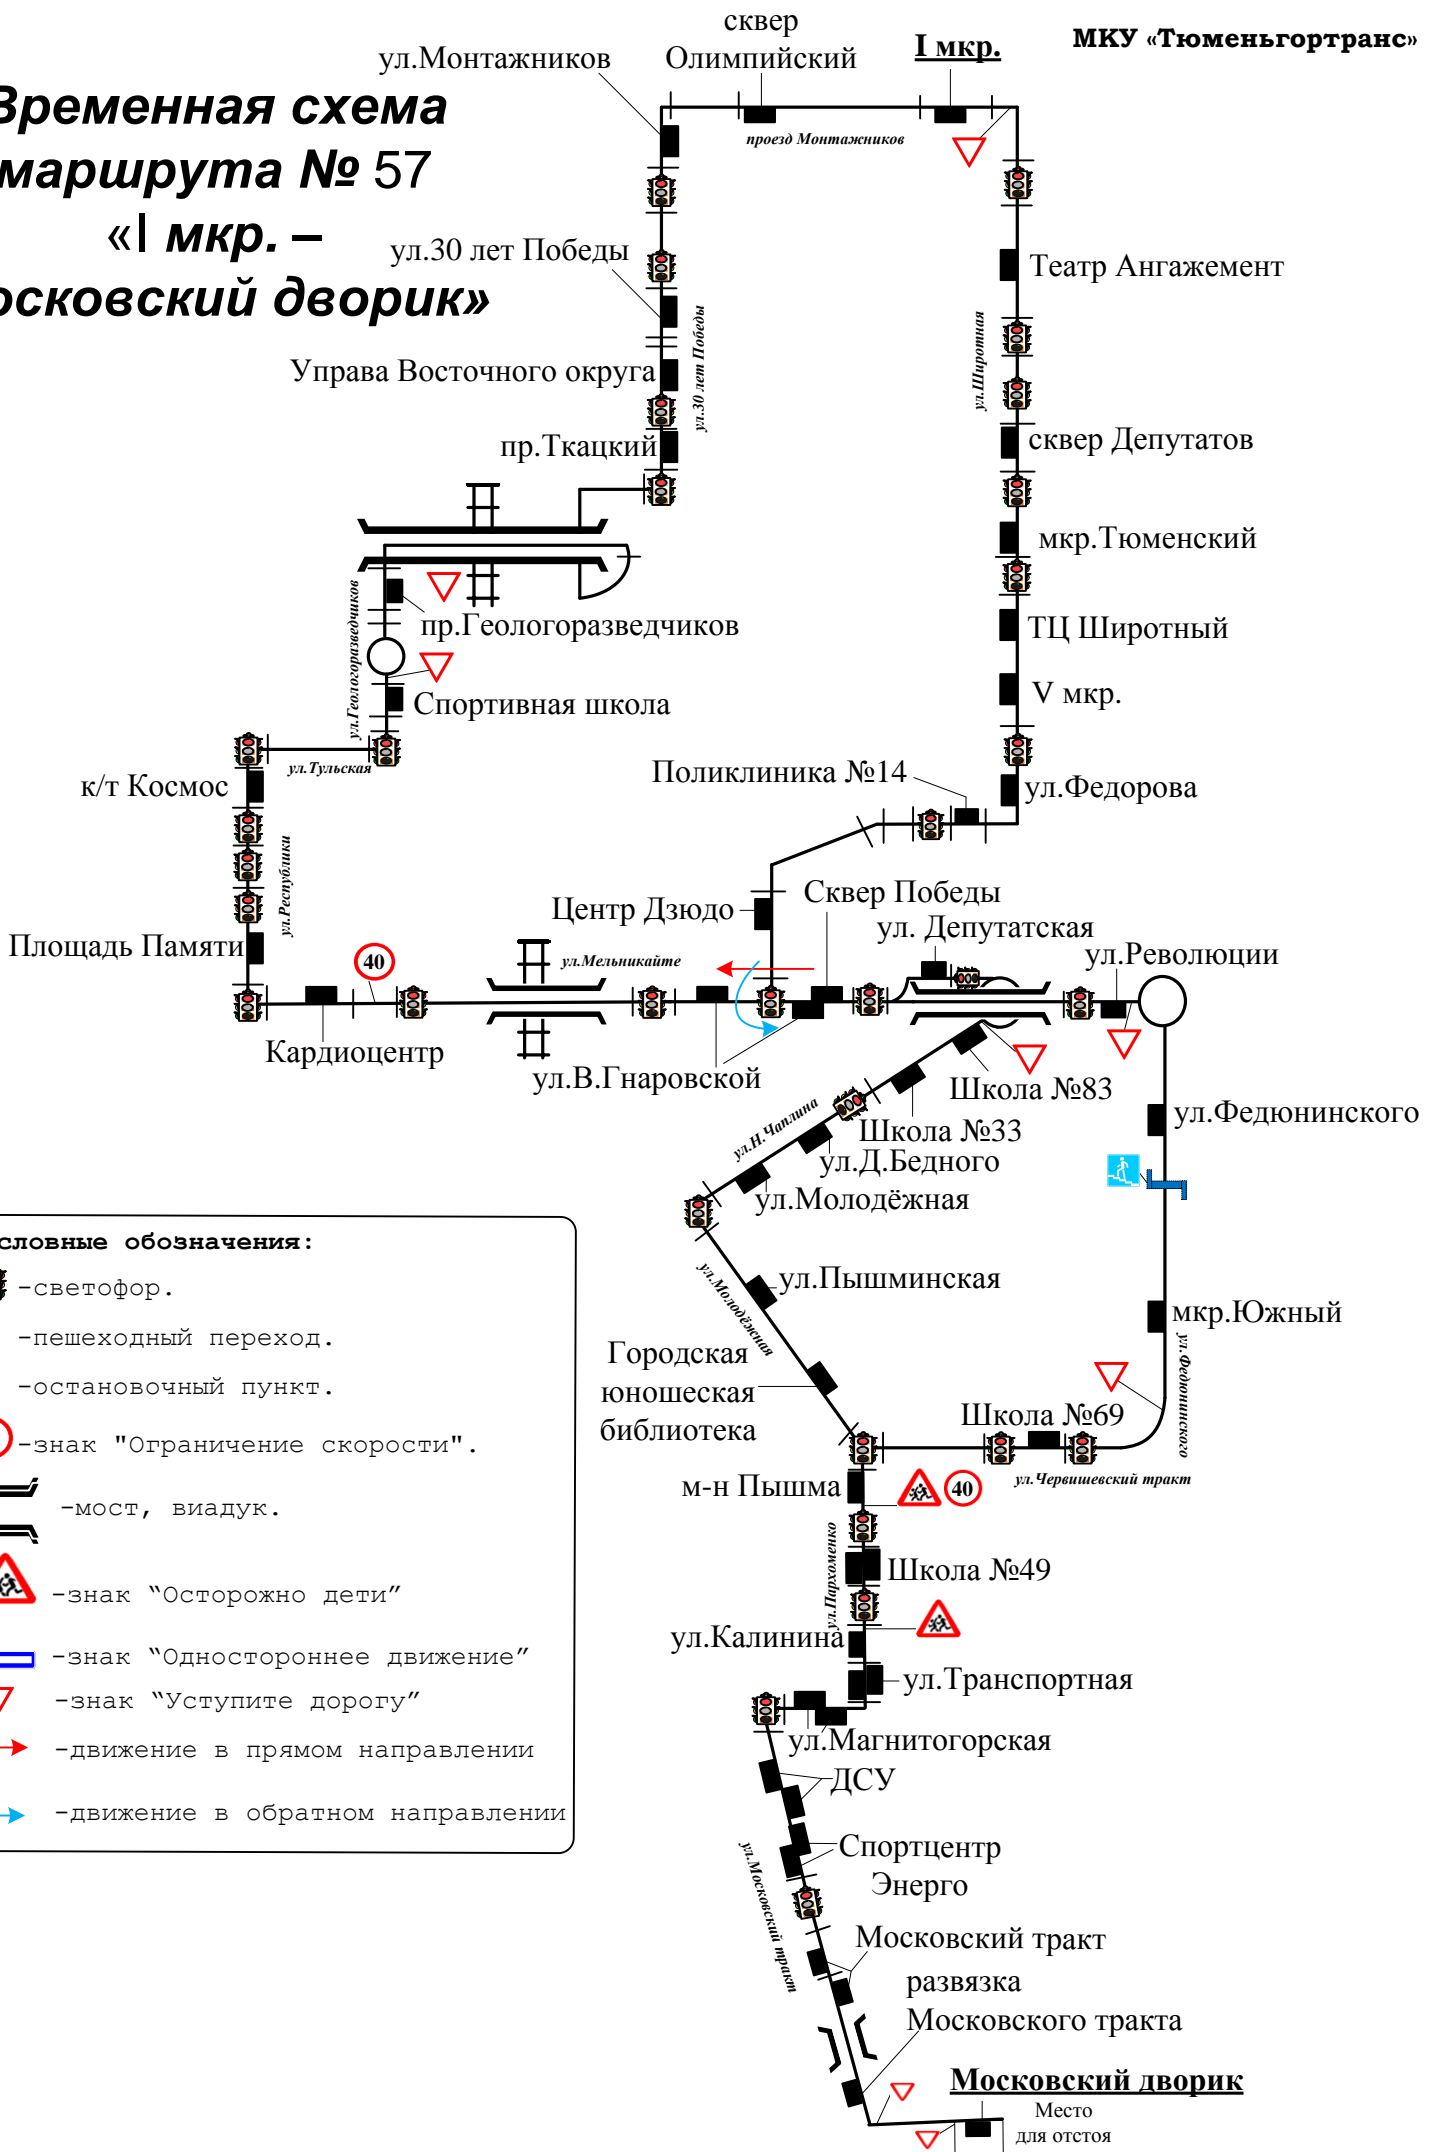 МКУ «Тюменьгортранс»
Временная схема
маршрута № 57
«I мкр. –
осковский дворик»
сквер
Олимпийский
I мкр.
ул.Монтажников
проезд Монтажников
ул.30 лет Победы
Театр Ангажемент
ул.Широтная
ул.30 лет Победы
Управа Восточного округа
пр.Ткацкий
сквер Депутатов
мкр.Тюменский
ул.Геологоразведчиков
пр.Геологоразведчиков
ТЦ Широтный
Спортивная школа
V мкр.
ул.Тульская
к/т Космос
Поликлиника №14
ул.Федорова
ул.Республики
Центр Дзюдо
Сквер Победы
ул. Депутатская
Площадь Памяти
40
ул.Мельникайте
ул.Революции
Кардиоцентр
ул.В.Гнаровской
Школа №83
ул.Н.Чаплина
Школа №33
ул.Федюнинского
ул.Д.Бедного
ул.Молодёжная
ул.Молодёжная
ул.Пышминская
мкр.Южный
ул. Федюнинского
Городская
юношеская
библиотека
Школа №69
ул.Червишевский тракт
м-н Пышма
40
ул.Пархоменко
Школа №49
ул.Калинина
ул.Транспортная
ул.Магнитогорская
ДСУ
Спортцентр
Энерго
ул.Московский тракт
Московский тракт
развязка
Московского тракта
Московский дворик
Место
для отстоя
словные обозначения:
-светофор.
-пешеходный переход.
-остановочный пункт.
-знак "Ограничение скорости".
-мост, виадук.
-знак “Осторожно дети”
-знак “Одностороннее движение”
-знак “Уступите дорогу”
-движение в прямом направлении
-движение в обратном направлении